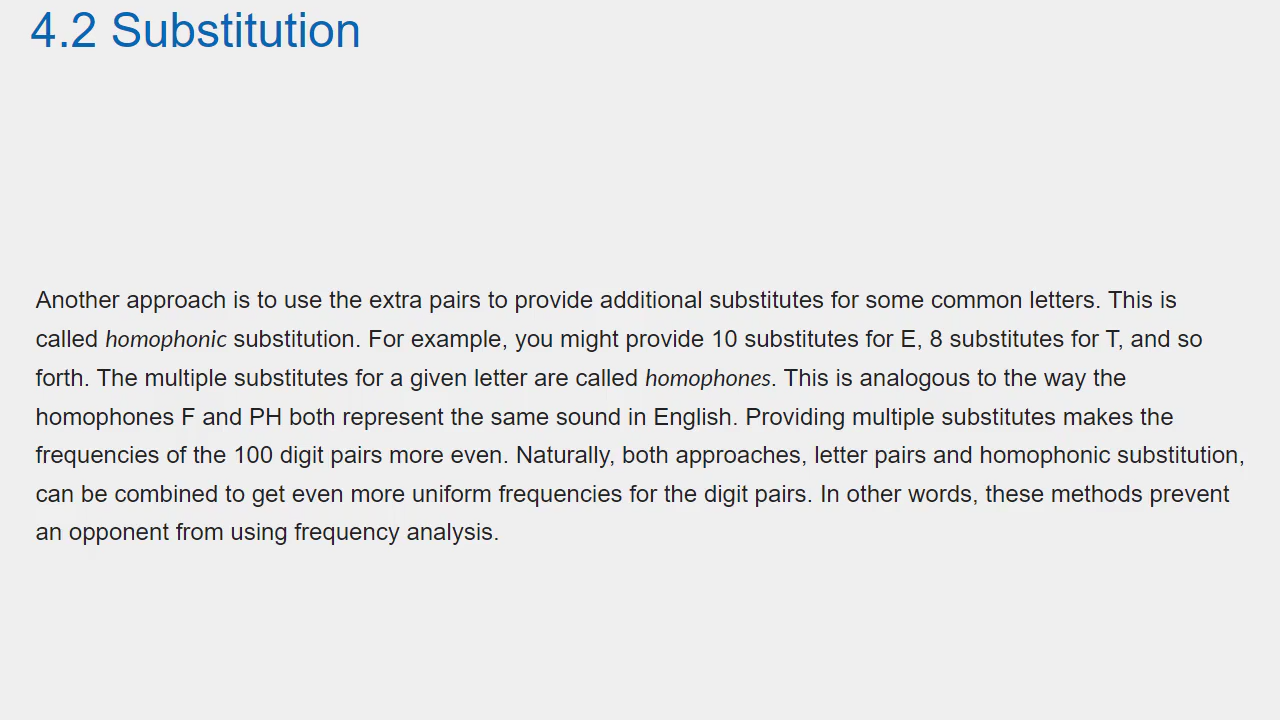 4.2 Substitution
Another approach is to use the extra pairs to provide additional substitutes for some common letters. This is
called homophonic substitution. For example, you might provide 10 substitutes for E, 8 substitutes for T, and so
forth. The multiple substitutes for a given letter are called homophones. This is analogous to the way the
homophones F and PH both represent the same sound in English. Providing multiple substitutes makes the
frequencies of the 100 digit pairs more even. Naturally, both approaches, letter pairs and homophonic substitution,
can be combined to get even more uniform frequencies for the digit pairs. In other words, these methods prevent
an opponent from using frequency analysis.